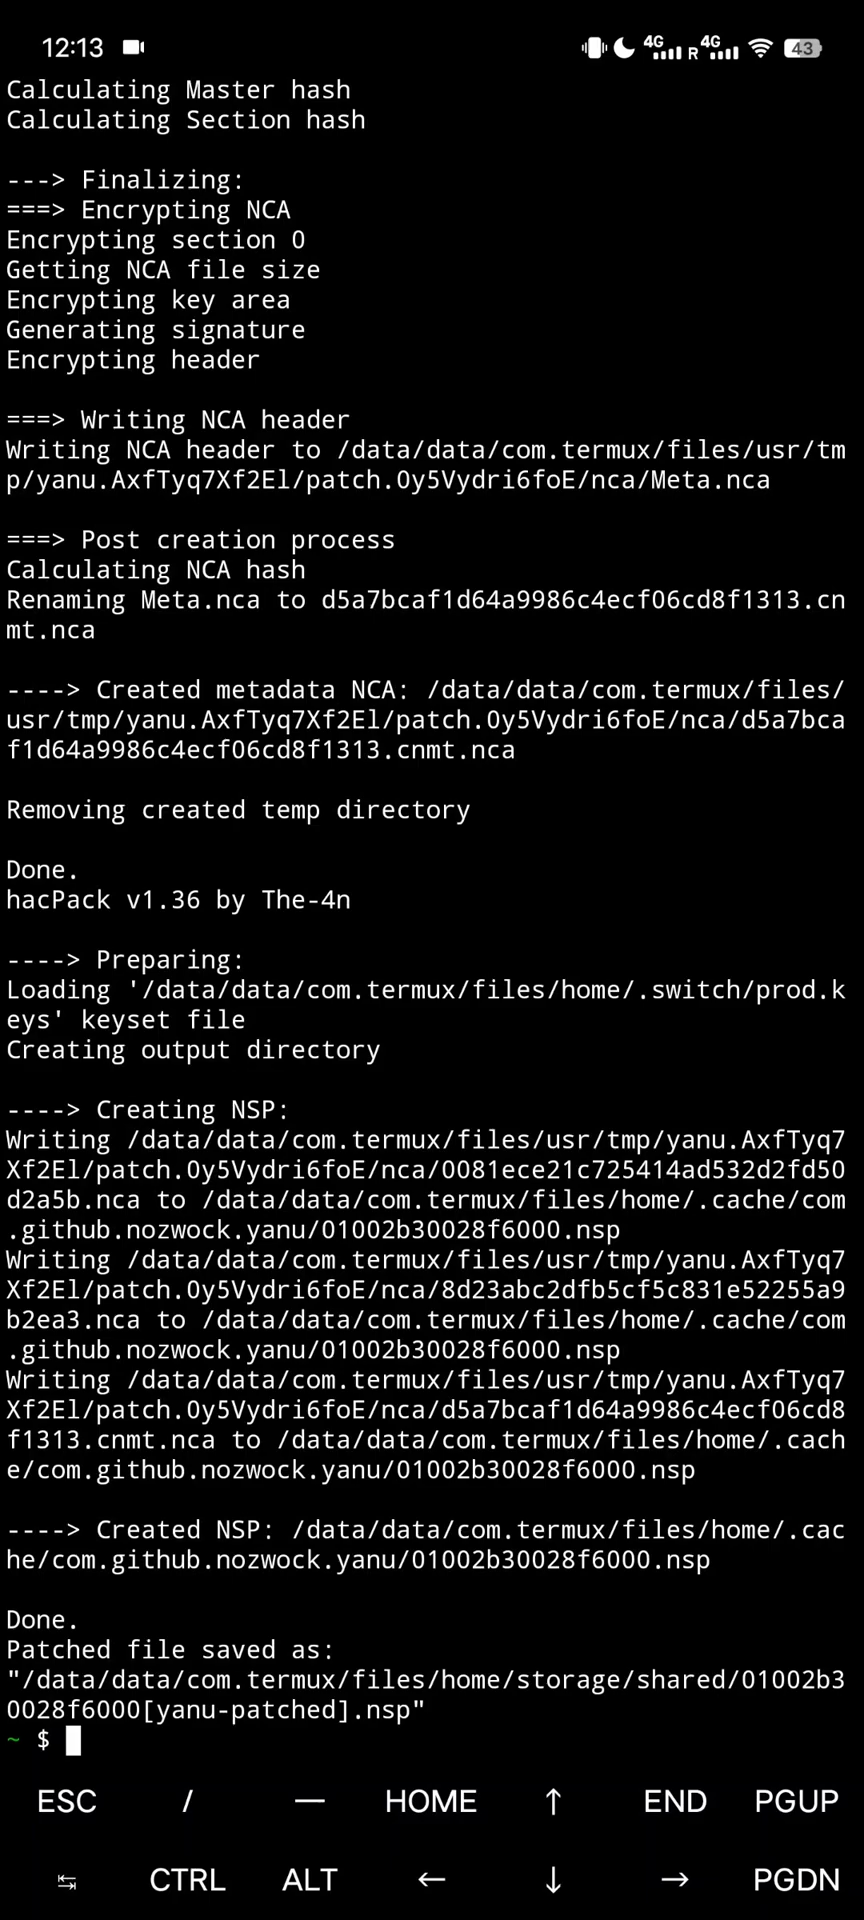 12:13
4G R 4G 43
Calculating Master hash
Calculating Section hash
---> Finalizing:
===> Encrypting NCA
Encrypting section 0
Getting NCA file size
Encrypting key area
Generating signature
Encrypting header
===> Writing NCA header
Writing NCA header to /data/data/com.termux/files/usr/tm
p/yanu.AxfTyq7Xf2El/patch.Oy5Vydri6foE/nca/Meta.nca
===> Post creation process
Calculating NCA hash
Renaming Meta.nca to d5a7bcaf1d64a9986c4ecf06cd8f1313.cn
mt.nca
----> Created metadata NCA: /data/data/com.termux/files/
usr/tmp/yanu.AxfTyq7Xf2El/patch.Oy5Vydri6foE/nca/d5a7bca
f1d64a9986c4ecf06cd8f1313.cnmt.nca
Removing created temp directory
Done.
hacPack v1.36 by The-4n
----> Preparing:
Loading '/data/data/com.termux/files/home/.switch/prod.k
eys' keyset file
Creating output directory
----> Creating NSP:
Writing /data/data/com.termux/files/usr/tmp/yanu.AxfTyq7
Xf2El/patch.Oy5Vydri6foE/nca/0081ece21c725414ad532d2fd50
d2a5b.nca to /data/data/com.termux/files/home/.cache/com
.github.nozwock.yanu/01002b30028f6000.nsp
Writing /data/data/com.termux/files/usr/tmp/yanu.AxfTyq7
Xf2El/patch.Oy5Vydri6foE/nca/8d23abc2dfb5cf5c831e52255a9
b2ea3.nca to /data/data/com.termux/files/home/.cache/com
.github.nozwock.yanu/01002b30028f6000.nsp
Writing /data/data/com.termux/files/usr/tmp/yanu.AxfTyq7
Xf2El/patch.Oy5Vydri6foE/nca/d5a7bcaf1d64a9986c4ecf06cd8
f1313.cnmt.nca to /data/data/com.termux/files/home/.cach
e/com.github.nozwock.yanu/01002b30028f6000.nsp
----> Created NSP: /data/data/com.termux/files/home/.cac
he/com.github.nozwock.yanu/01002b30028f6000.nsp
Done.
Patched file saved as:
"/data/data/com.termux/files/home/storage/shared/01002b3
0028f6000[yanu-patched].nsp"
~ $
ESC / — HOME ↑ END PGUP
↹ CTRL ALT ← ↓ → PGDN